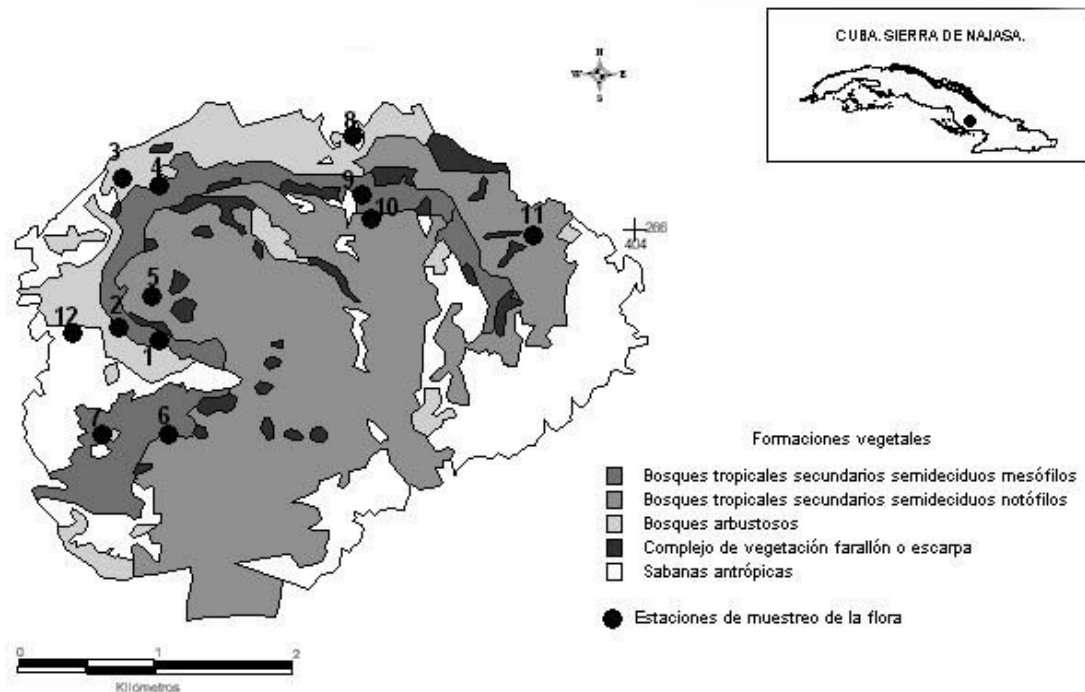 CUBA. SIERRA DE NAJASA.
N
W E
S
8
3
4
9
10
11
266
404
5
2
12
1
7
6
Formaciones vegetales
Bosques tropicales secundarios semideciduos mesófilos
Bosques tropicales secundarios semideciduos notófilos
Bosques arbustosos
Complejo de vegetación farallón o escarpa
Sabanas antrópicas
Estaciones de muestreo de la flora
0 1 2
Kilómetros